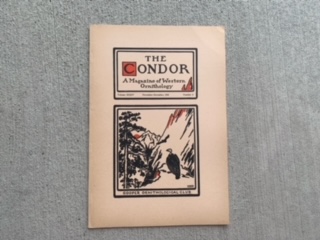 THE
CONDOR
A Magazine of Western
Ornithology
COOPER ORNITHOLOGICAL CLUB